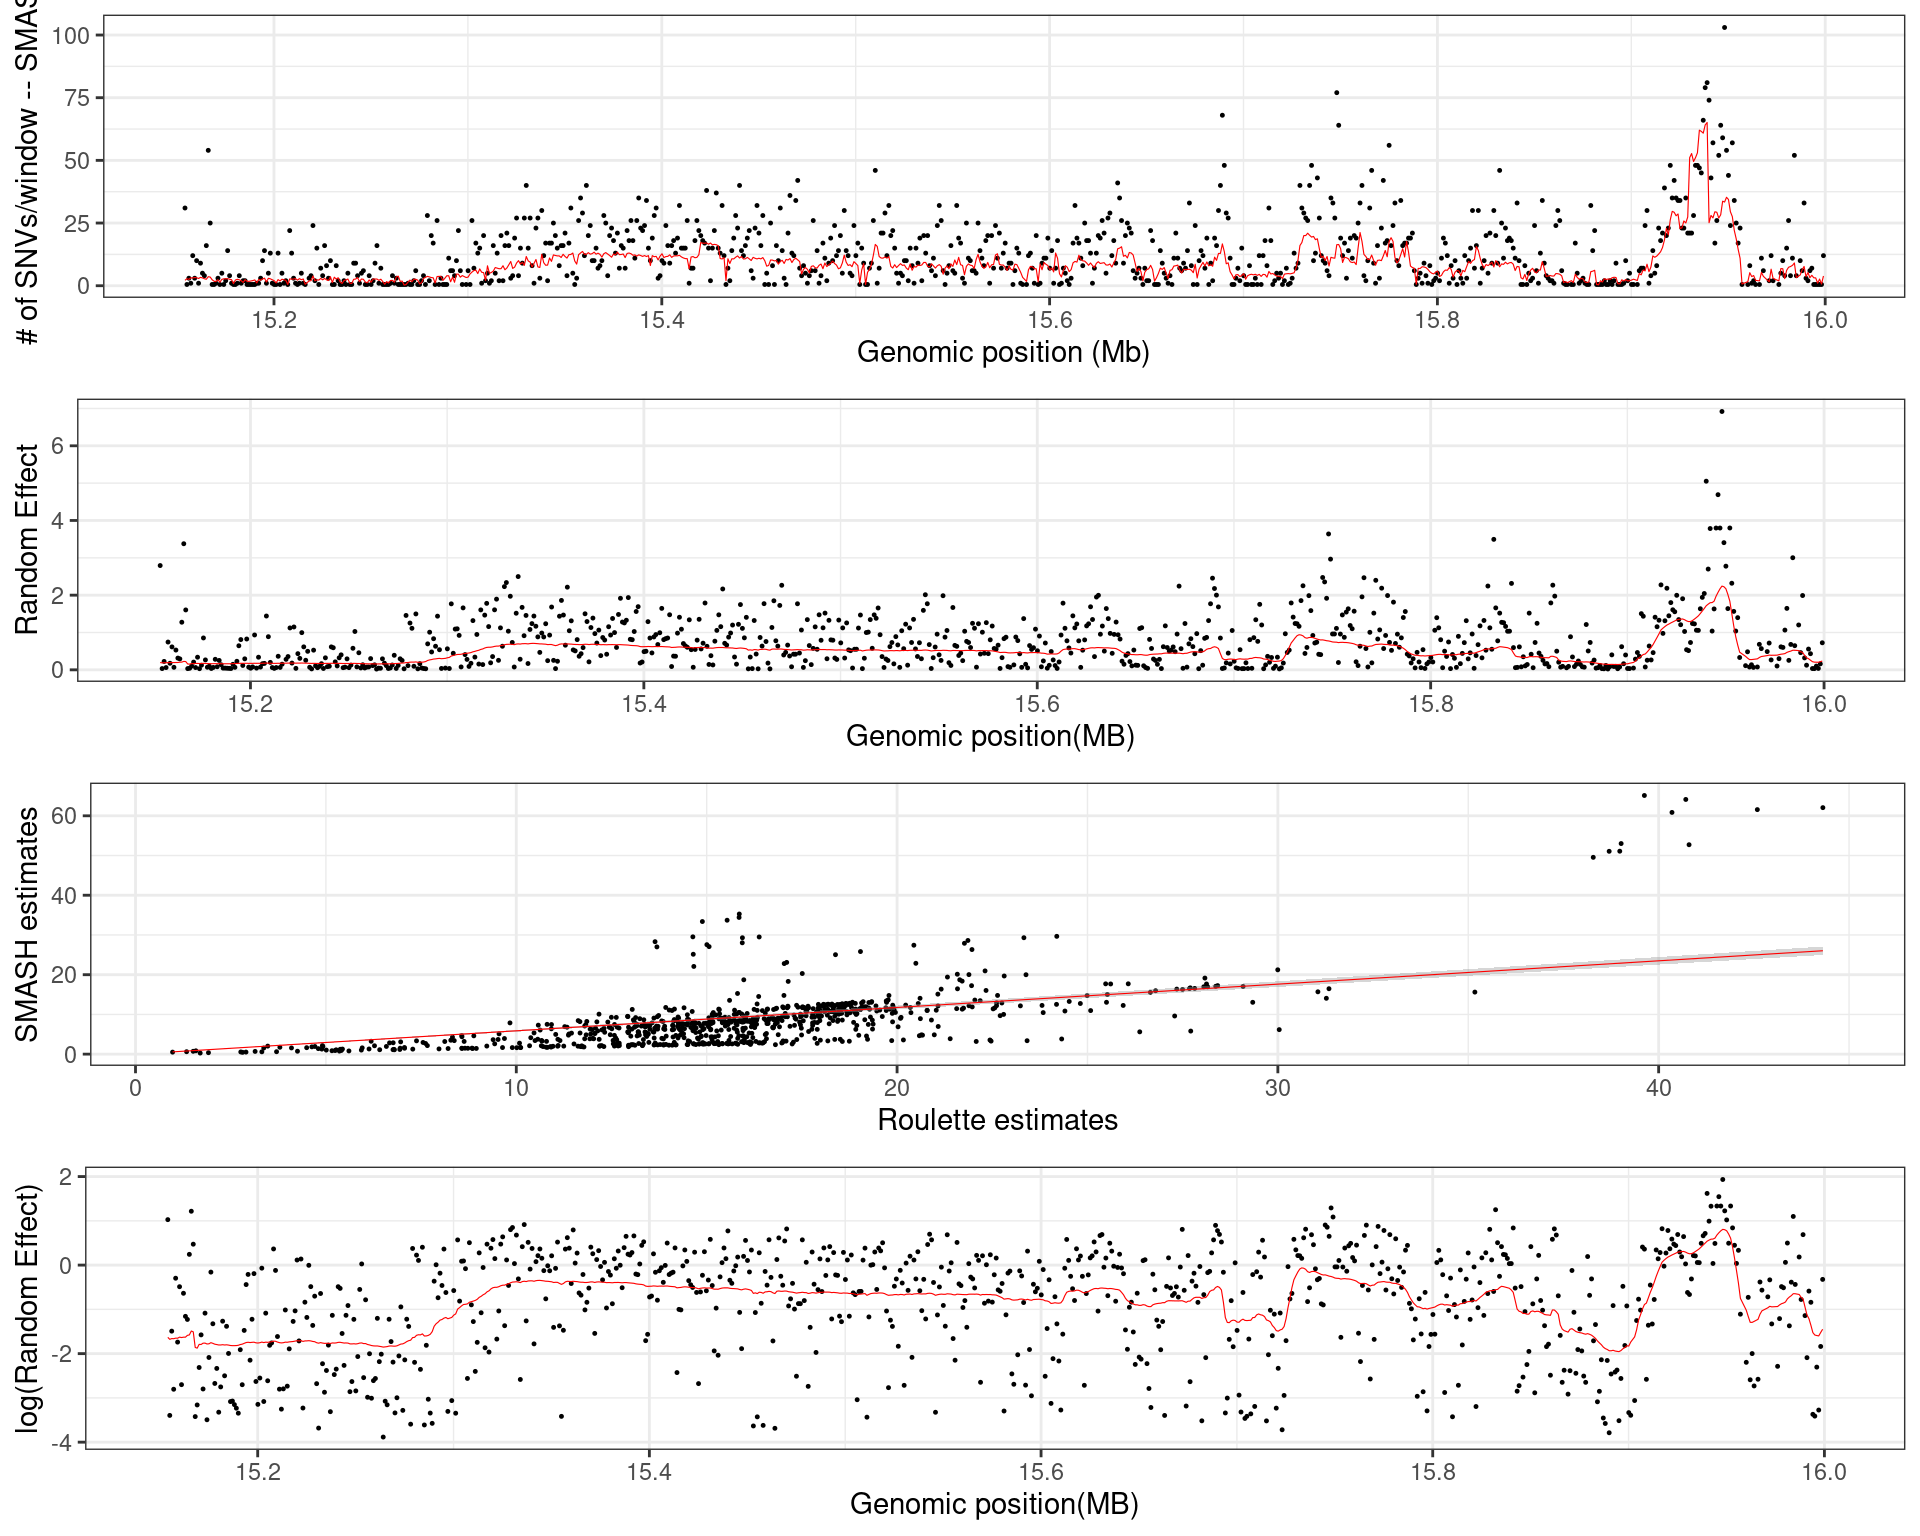 # of SNVs/window -- SMAS
100
75
50
25
0
15.2 15.4 15.6 15.8 16.0
Genomic position (Mb)
Random Effect
6
4
2
0
15.2 15.4 15.6 15.8 16.0
Genomic position(MB)
SMASH estimates
60
40
20
0
0 10 20 30 40
Roulette estimates
log(Random Effect)
2
0
-2
-4
15.2 15.4 15.6 15.8 16.0
Genomic position(MB)